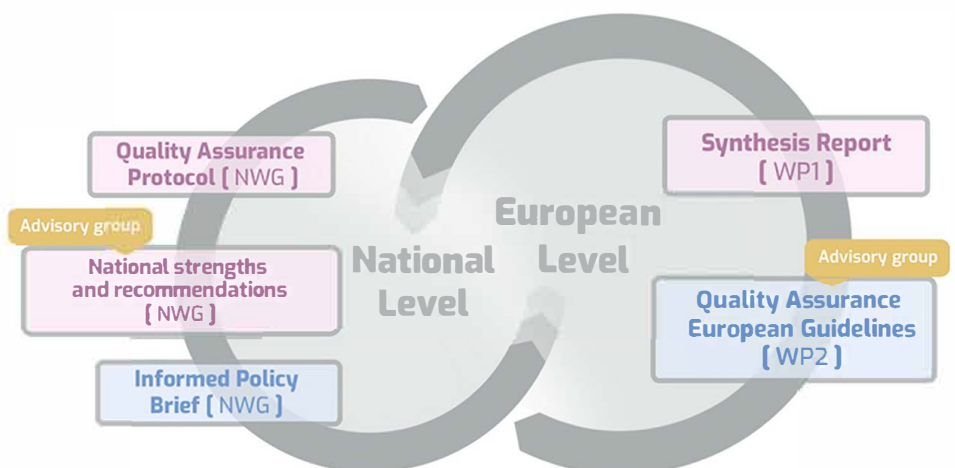 Quality Assurance
Protocol [ NWG ]
Advisory group
National strengths
and recommendations
[ NWG ]
Informed Policy
Brief [ NWG ]
National
Level
European
Level
Synthesis Report
[ WP1 ]
Advisory group
Quality Assurance
European Guidelines
[ WP2 ]